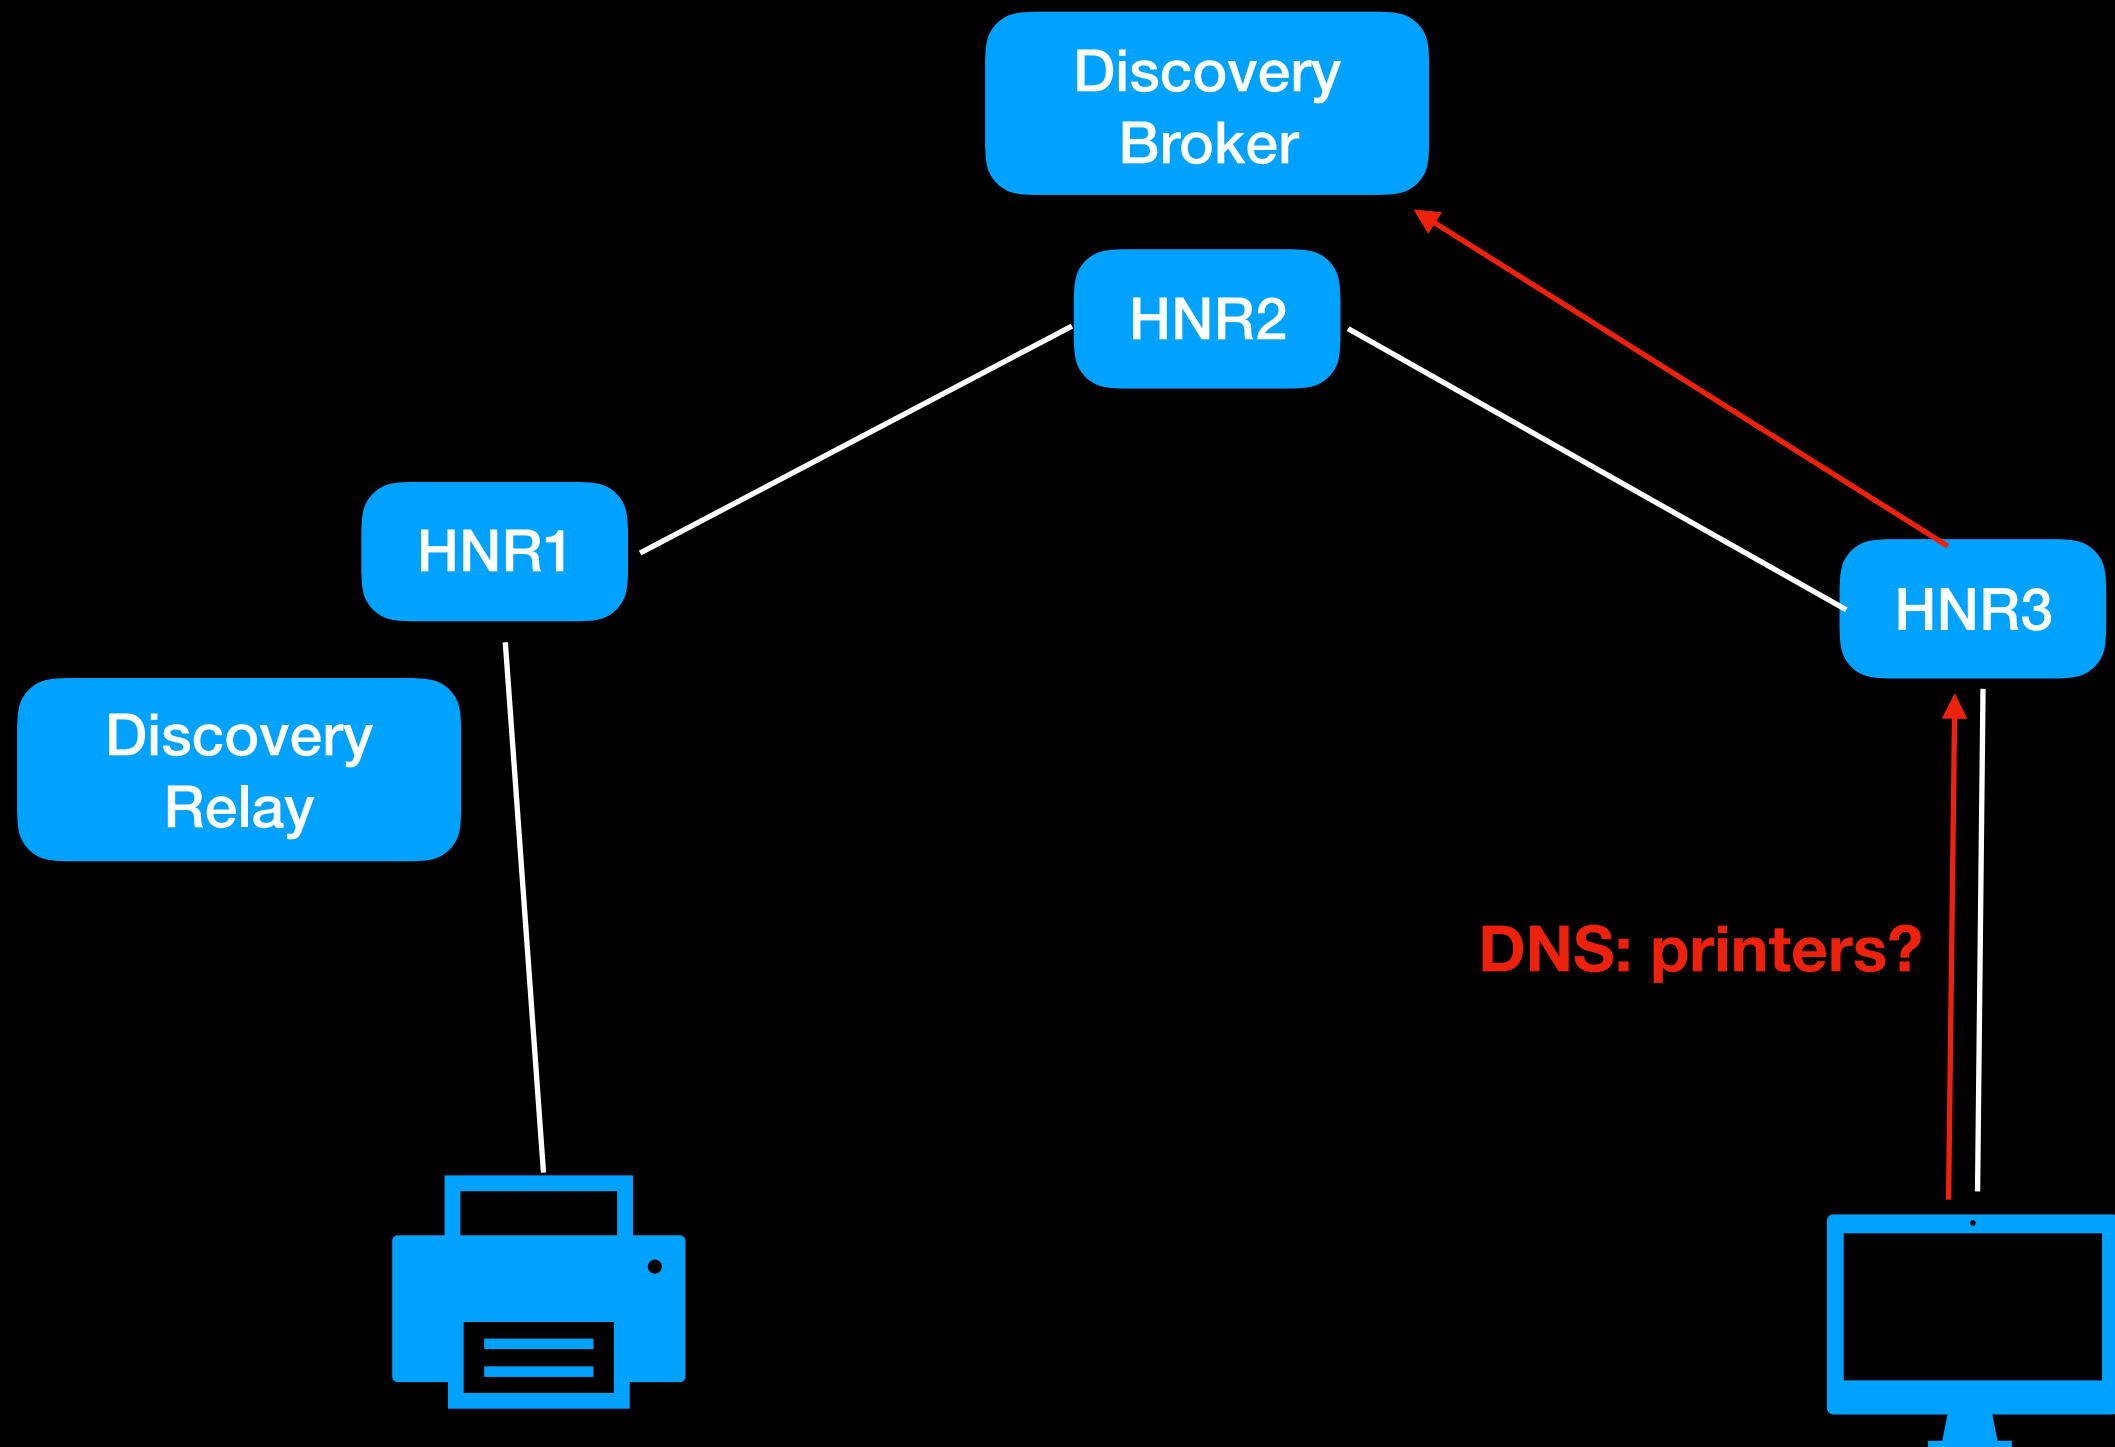 Discovery
Broker
HNR2
HNR1
HNR3
Discovery
Relay
DNS: printers?